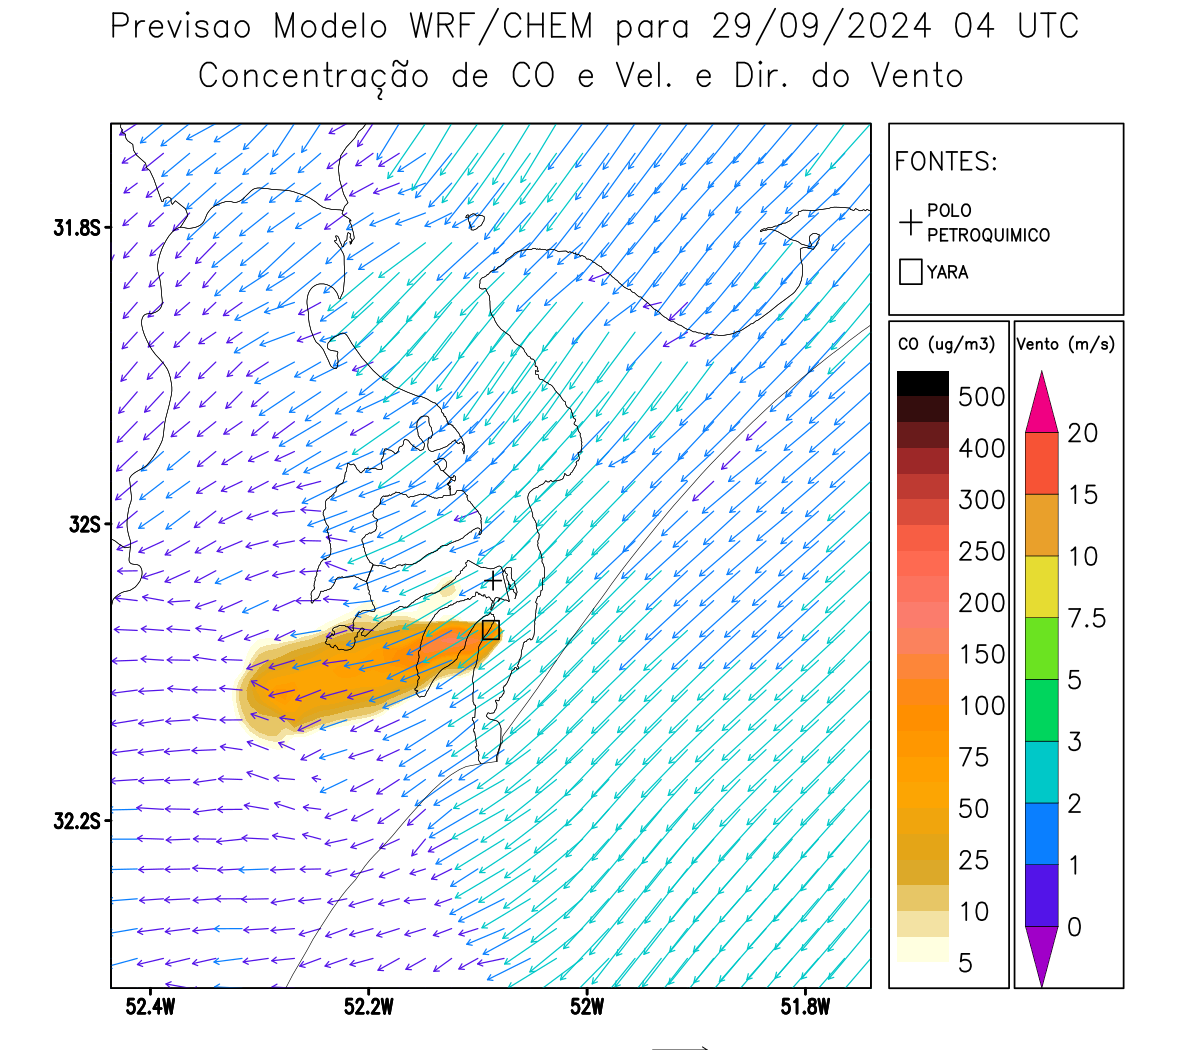 Previsao Modelo WRF/CHEM para 29/09/2024 04 UTC
Concentração de CO e Vel. e Dir. do Vento
FONTES:
POLO
PETROQUIMICO
YARA
CO (ug/m3)
500
400
300
250
200
150
100
75
50
25
10
5
Vento (m/s)
20
15
10
7.5
5
3
2
1
0
31.8S
32S
32.2S
52.4W
52.2W
52W
51.8W